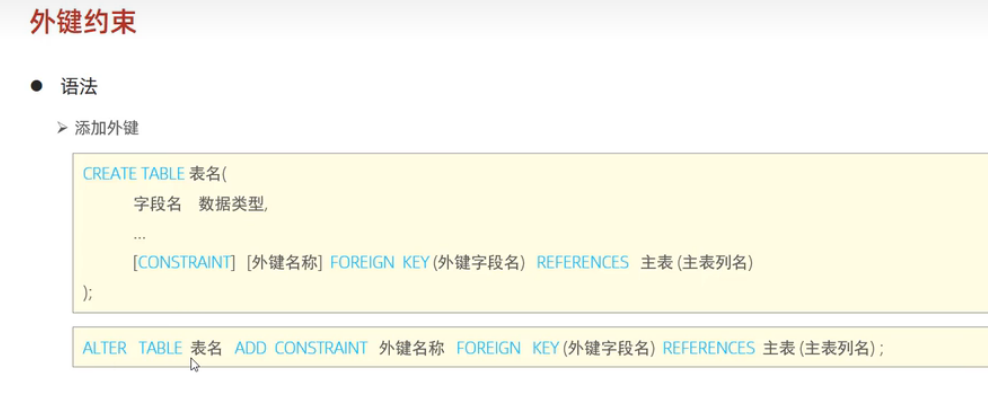 外键约束
● 语法
➢ 添加外键
CREATE TABLE 表名(
字段名 数据类型,
...
[CONSTRAINT] [外键名称] FOREIGN KEY (外键字段名) REFERENCES 主表 (主表列名)
);
ALTER TABLE 表名 ADD CONSTRAINT 外键名称 FOREIGN KEY (外键字段名) REFERENCES 主表 (主表列名) ;